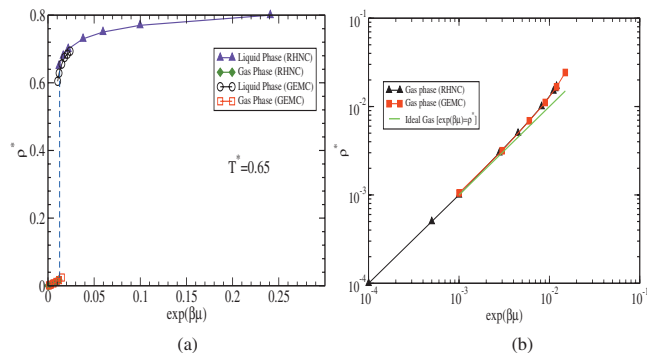 0.8
0.6
0.4
0.2
0
ρ*
Liquid Phase (RHNC)
Gas Phase (RHNC)
Liquid Phase (GEMC)
Gas Phase (GEMC)
T*=0.65
0 0.05 0.1 0.15 0.2 0.25
exp(βμ)
(a)
10⁻¹
10⁻²
10⁻³
10⁻⁴
ρ*
Gas phase (RHNC)
Gas phase (GEMC)
Ideal Gas [exp(βμ)=ρ*]
10⁻⁴ 10⁻³ 10⁻² 10⁻¹
exp(βμ)
(b)